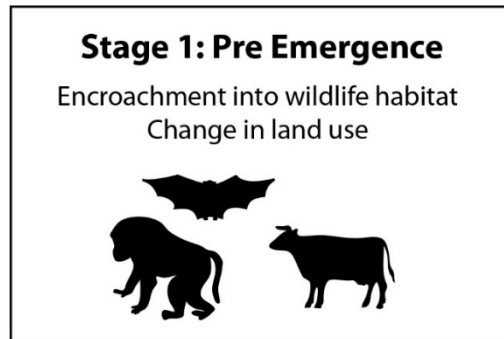 Stage 1: Pre Emergence
Encroachment into wildlife habitat
Change in land use